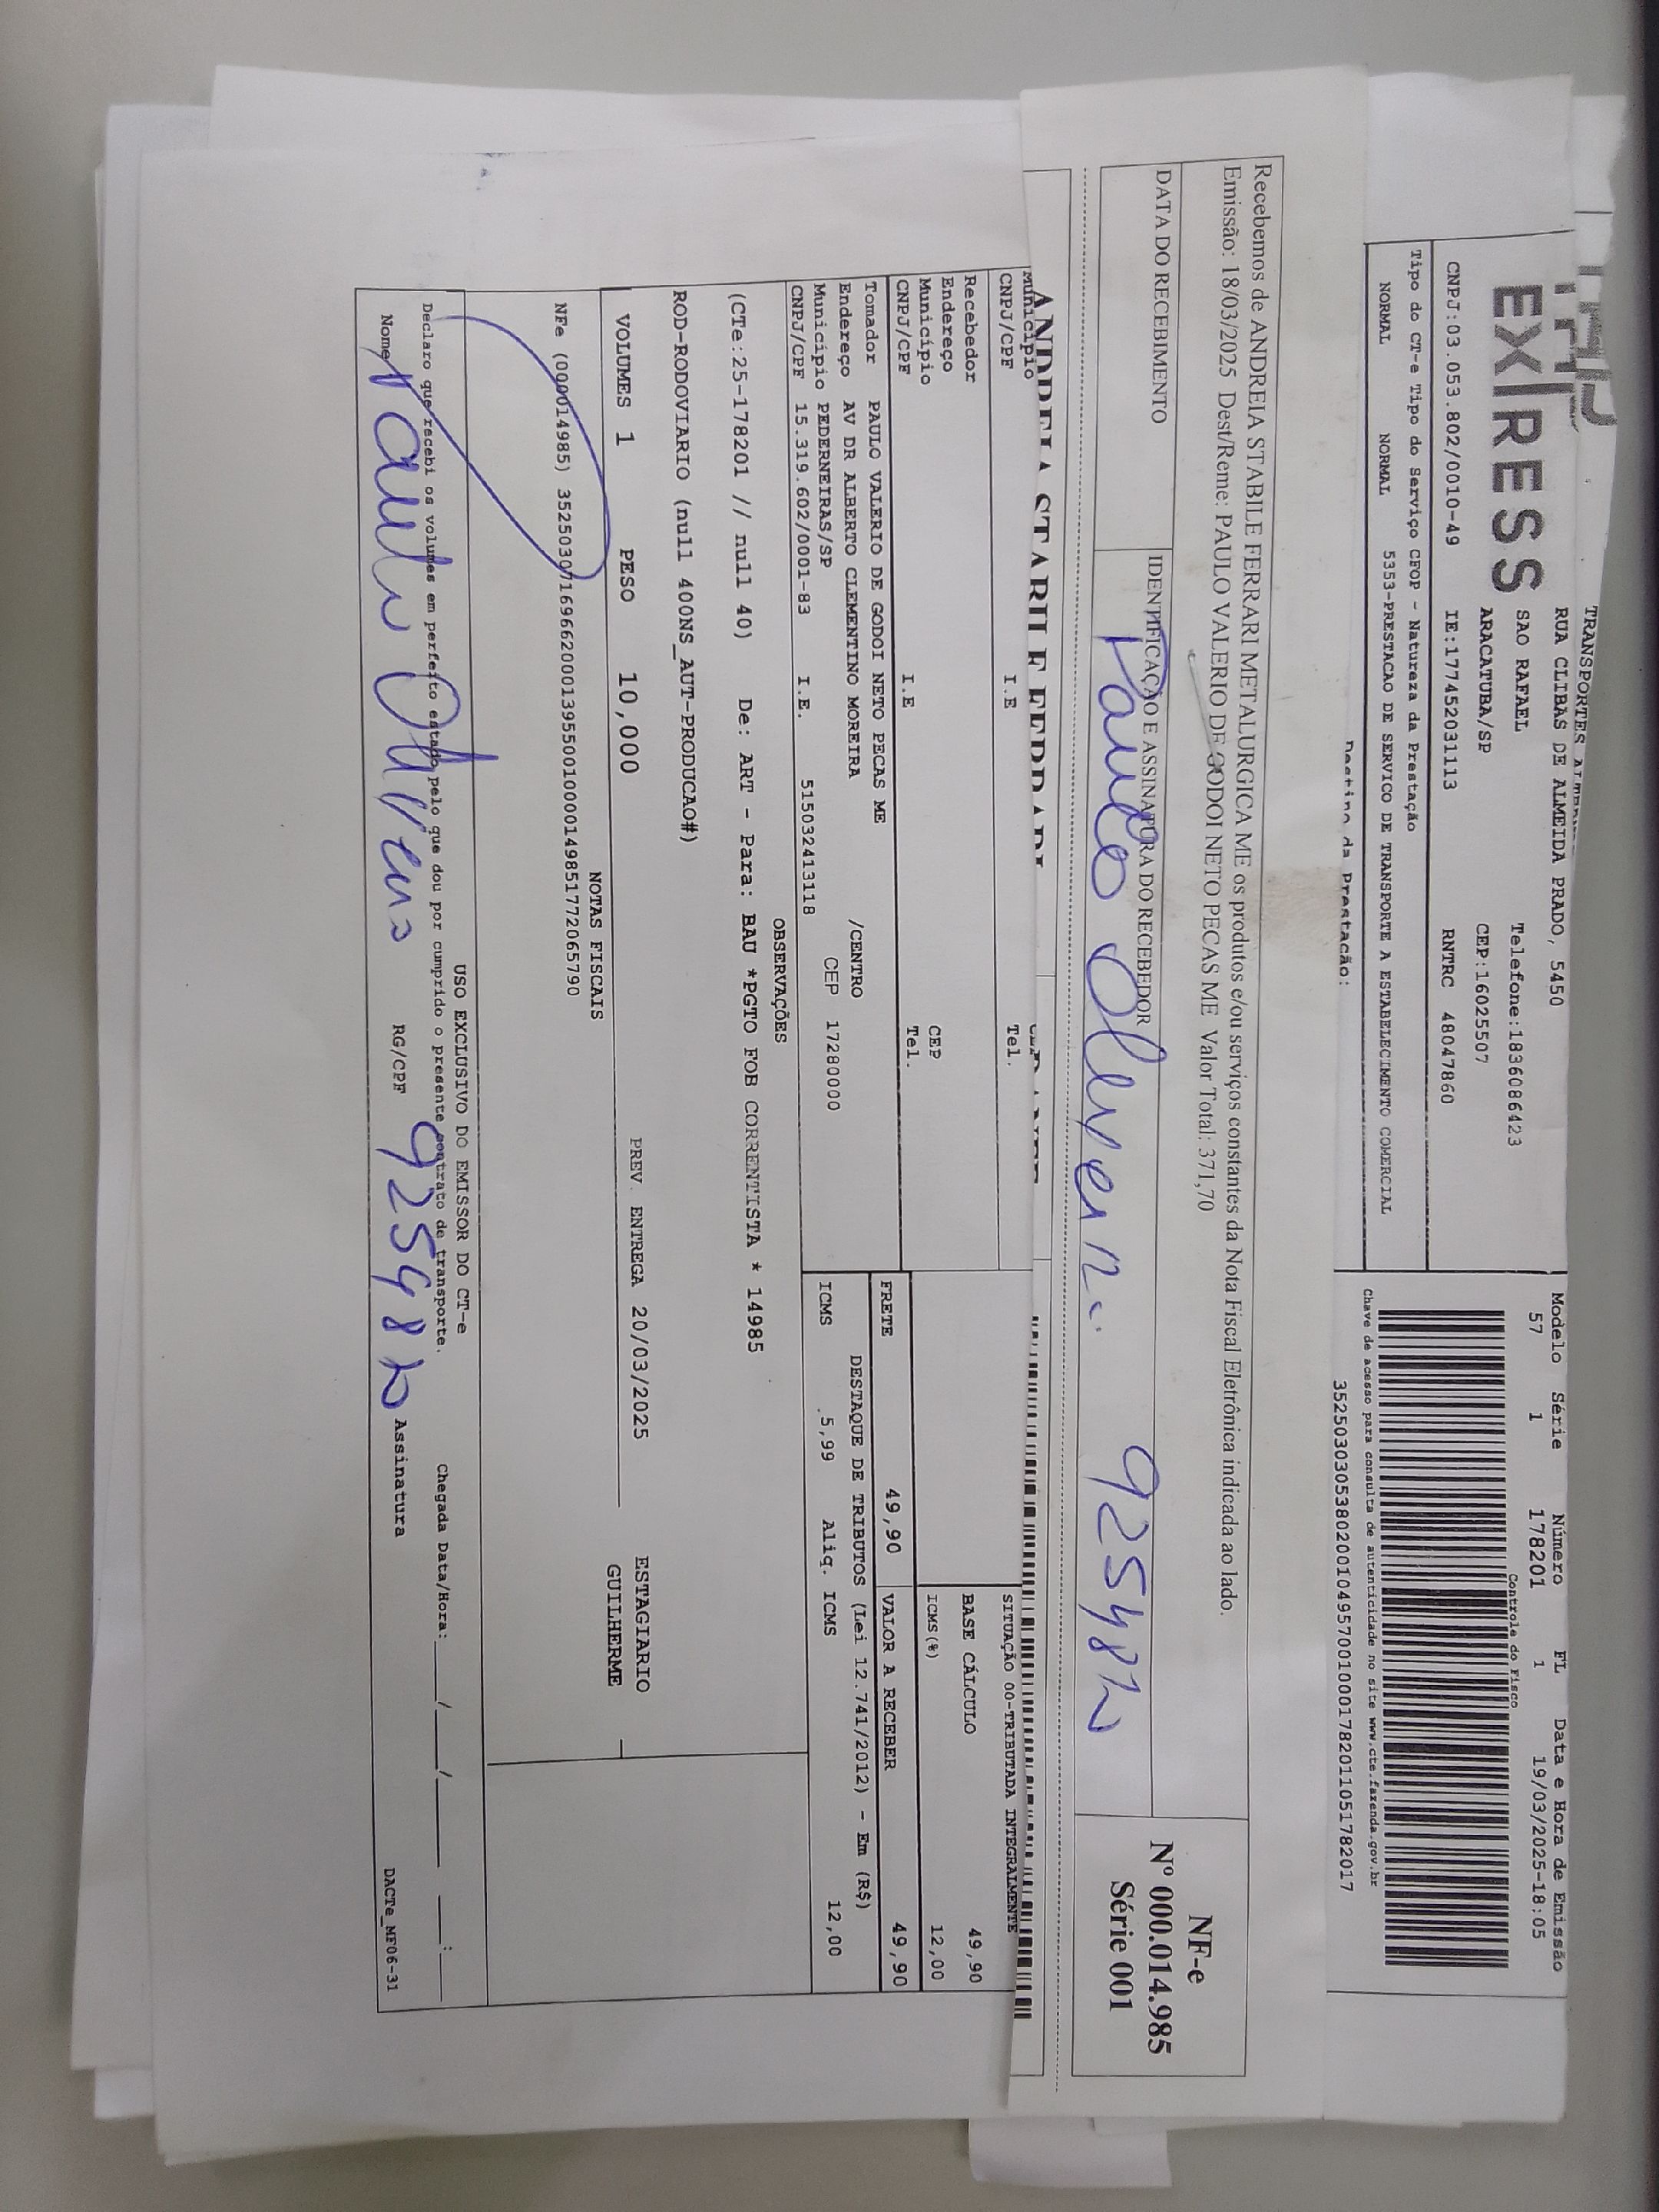 EXPRESS
RUA CLIBAS DE ALMEIDA PRADO, 5450
SAO RAFAEL Telefone:1836086423
ARACATUBA/SP CEP:16025507
CNPJ:03.053.802/0010-49 IE:177452031113 RNTRC 48047860
Modelo Série Número FL Data e Hora de Emissão
57 1 178201 1 19/03/2025-18:05
Controle do Fisco
Tipo do CT-e Tipo do Serviço CFOP - Natureza da Prestação
NORMAL NORMAL 5353-PRESTACAO DE SERVICO DE TRANSPORTE A ESTABELECIMENTO COMERCIAL
Chave de acesso para consulta de autenticidade no site www.cte.fazenda.gov.br
35250303053802001049570010001782011051782017
Destino da Prestação:
Recebemos de ANDREIA STABILE FERRARI METALURGICA ME os produtos e/ou serviços constantes da Nota Fiscal Eletrônica indicada ao lado.
Emissão: 18/03/2025 Dest/Reme: PAULO VALERIO DE GODOI NETO PECAS ME Valor Total: 371,70
DATA DO RECEBIMENTO IDENTIFICAÇÃO E ASSINATURA DO RECEBEDOR
Paulo
NF-e
Nº 000.014.985
Série 001
ANDREIA STABILE FERRARI
Município
CNPJ/CPF I.E Tel.
SITUAÇÃO 00-TRIBUTADA INTEGRALMENTE
Recebedor
Endereço CEP
Município Tel.
CNPJ/CPF I.E
BASE CÁLCULO 49,90
ICMS(%) 12,00
FRETE 49,90 VALOR A RECEBER 49,90
Tomador PAULO VALERIO DE GODOI NETO PECAS ME
Endereço AV DR ALBERTO CLEMENTINO MOREIRA /CENTRO
Município PEDERNEIRAS/SP CEP 17280000
CNPJ/CPF 15.319.602/0001-83 I.E. 515032413118
DESTAQUE DE TRIBUTOS (Lei 12.741/2012) - Em (R$)
ICMS 5,99 Aliq. ICMS 12,00
OBSERVAÇÕES
(CTe:25-178201 // null 40) De: ART - Para: BAU *PGTO FOB CORRENTISTA * 14985
ROD-RODOVIARIO (null 400NS_AUT-PRODUCAO#)
VOLUMES 1 PESO 10,000 PREV. ENTREGA 20/03/2025 ESTAGIARIO
GUILHERME
NOTAS FISCAIS
NFe (000014985) 35250307169662000139550010000149851772065790
USO EXCLUSIVO DO EMISSOR DO CT-e
Declaro que recebi os volumes em perfeito estado pelo que dou por cumprido o presente contrato de transporte. Chegada Data/Hora: ____/____/____ __:__
Nome Paulo RG/CPF Assinatura DACTe_MF06-31